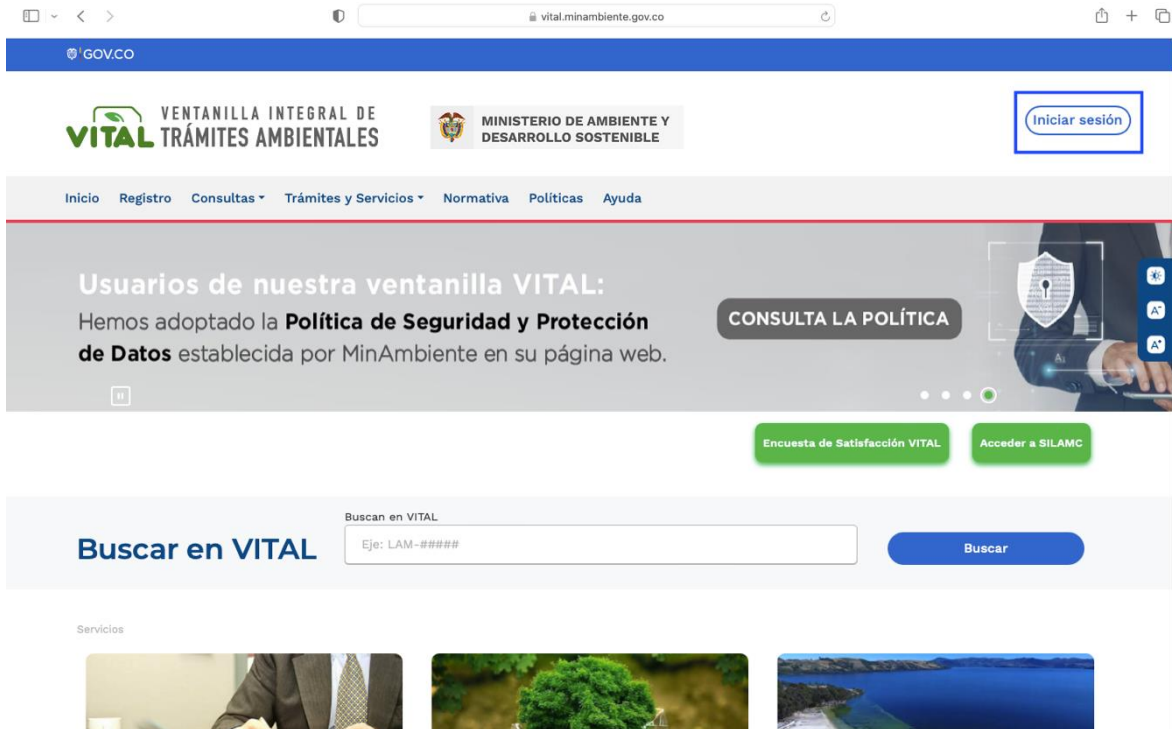 vital.minambiente.gov.co
GOV.CO
VITAL
VENTANILLA INTEGRAL DE
TRÁMITES AMBIENTALES
MINISTERIO DE AMBIENTE Y
DESARROLLO SOSTENIBLE
Iniciar sesión
Inicio Registro Consultas Trámites y Servicios Normativa Políticas Ayuda
Usuarios de nuestra ventanilla VITAL:
Hemos adoptado la Política de Seguridad y Protección
de Datos establecida por MinAmbiente en su página web.
CONSULTA LA POLÍTICA
A-
A+
Encuesta de Satisfacción VITAL Acceder a SILAMC
Buscan en VITAL
Buscar en VITAL
Eje: LAM-#####
Buscar
Servicios